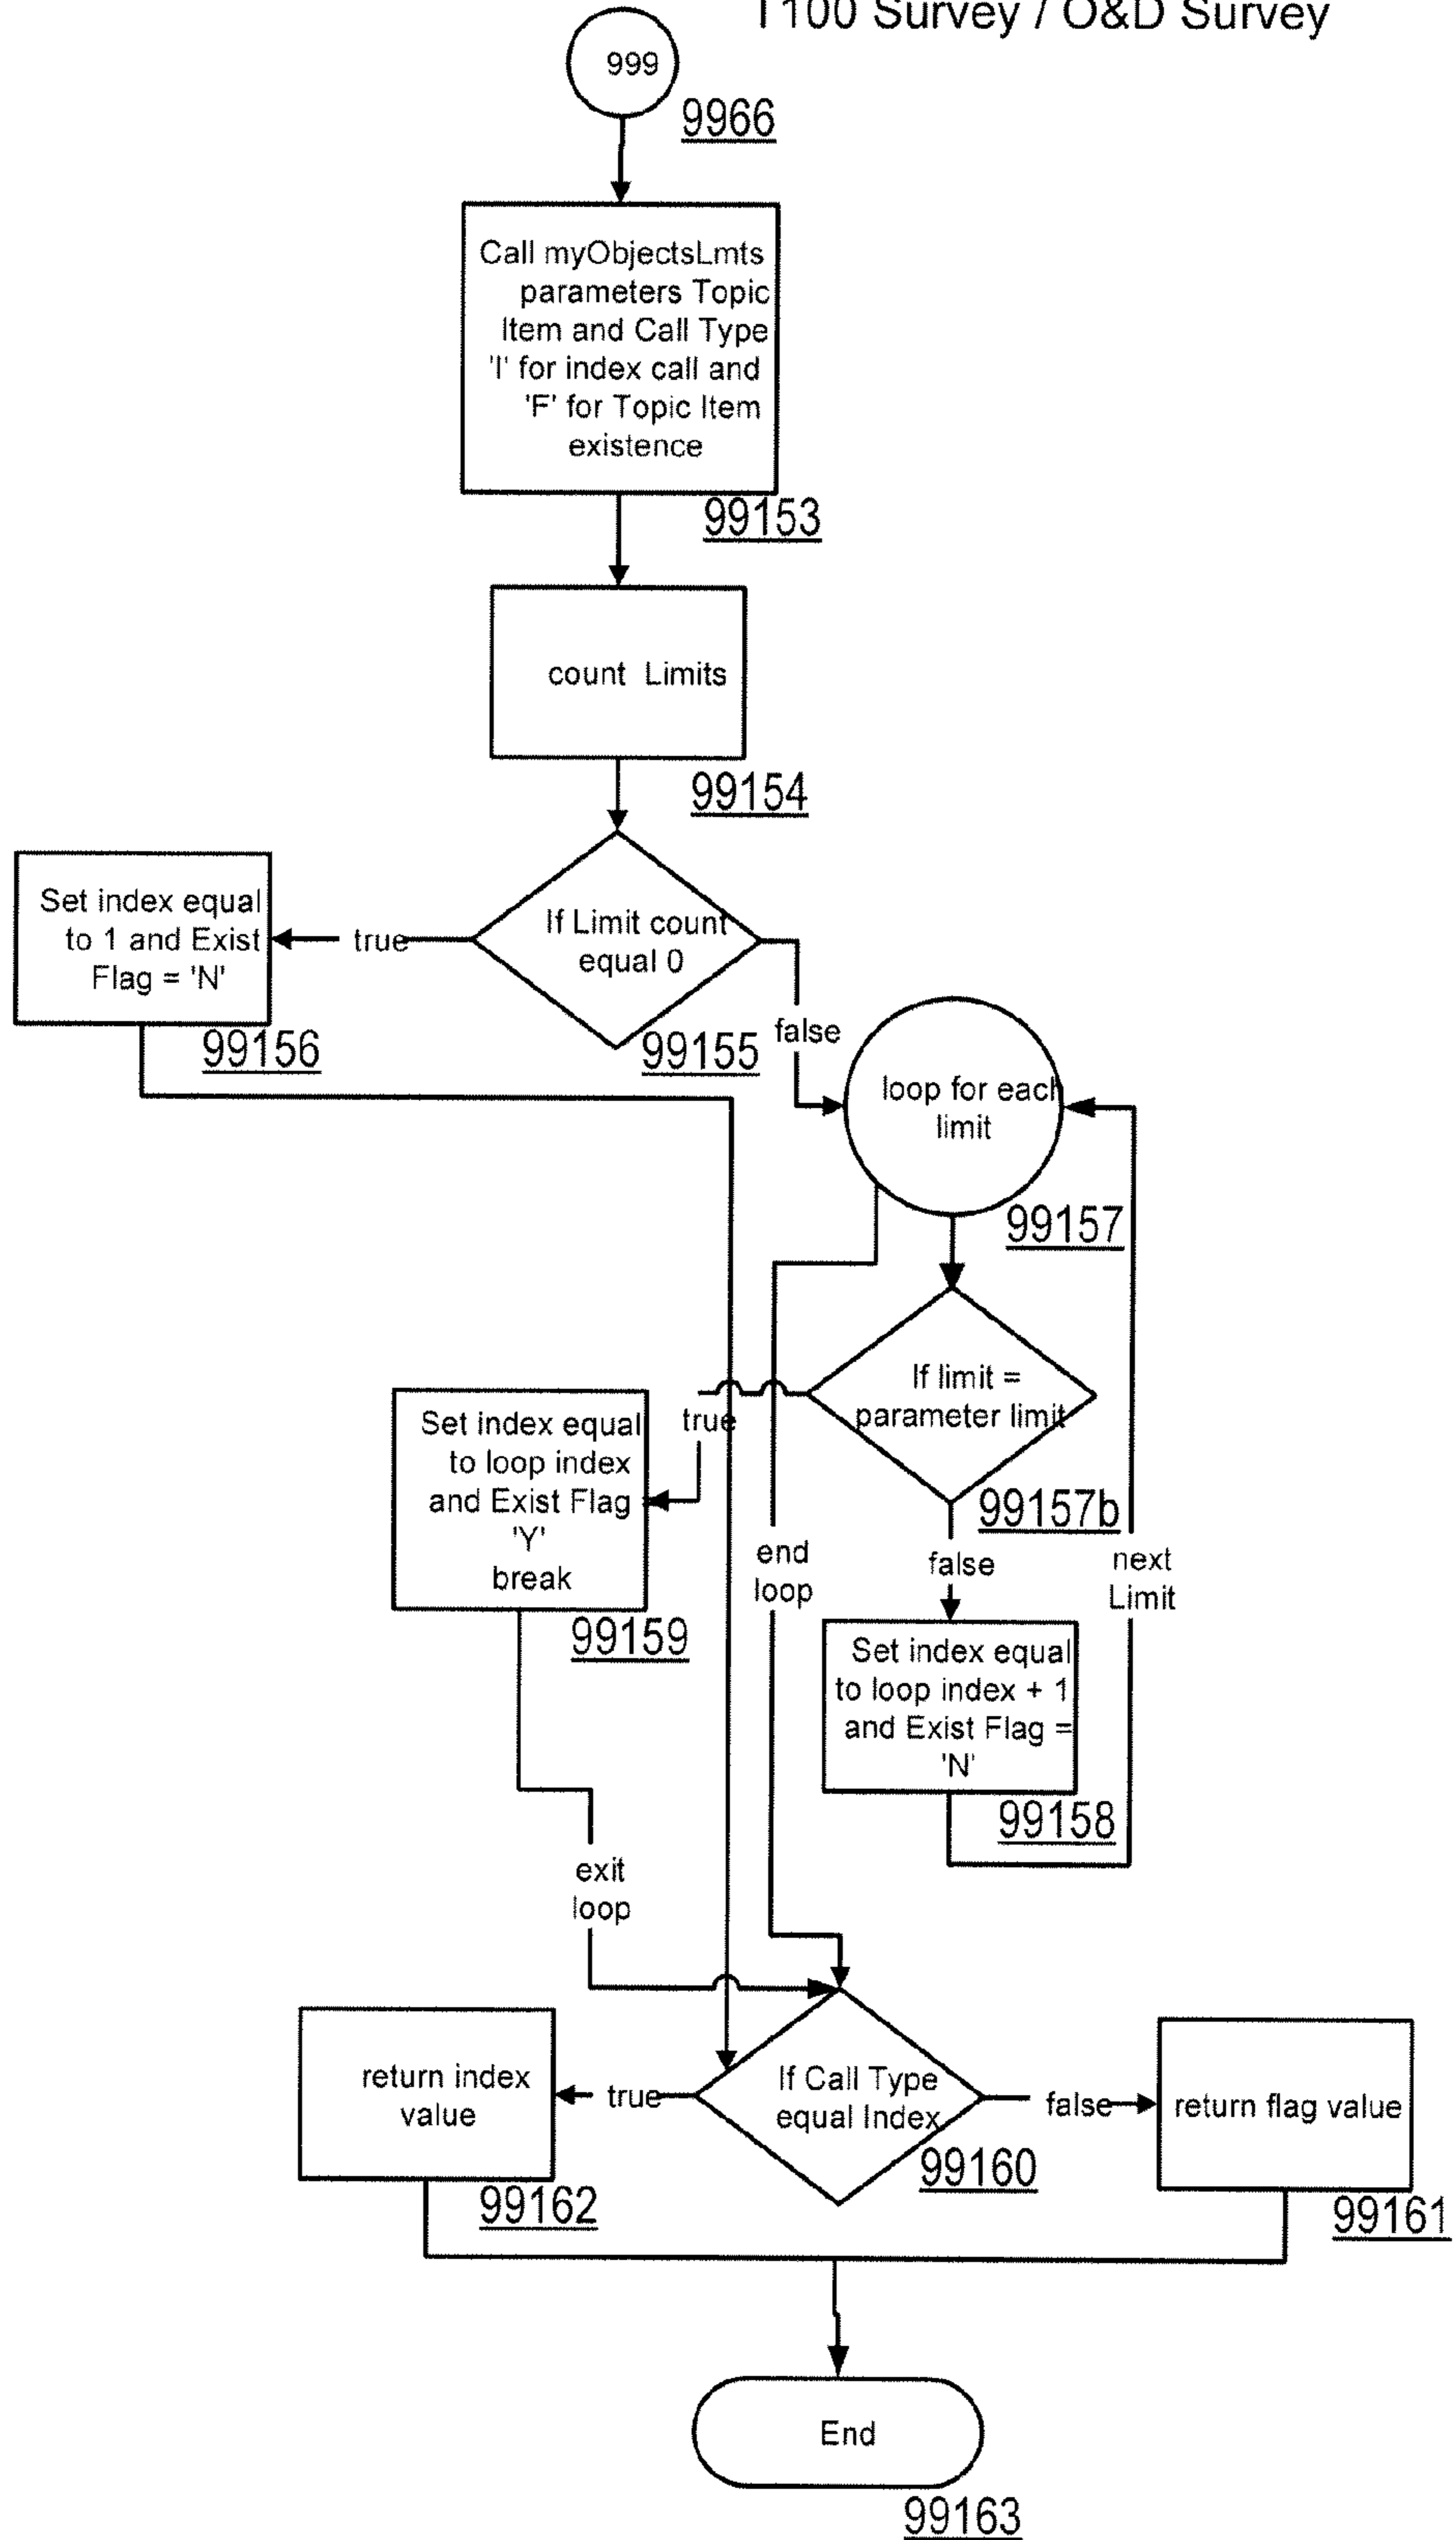 T100 Survey / O&D Survey
999
9966
Call myObjectsLmts
parameters Topic
Item and Call Type
'I' for index call and
'F' for Topic Item
existence
99153
count Limits
99154
If Limit count
equal 0
99155
true
Set index equal
to 1 and Exist
Flag = 'N'
99156
false
loop for each
limit
99157
If limit =
parameter limit
99157b
true
Set index equal
to loop index
and Exist Flag
'Y'
break
99159
end
loop
false
next
Limit
Set index equal
to loop index + 1
and Exist Flag =
'N'
99158
exit
loop
If Call Type
equal Index
99160
true
return index
value
99162
false
return flag value
99161
End
99163